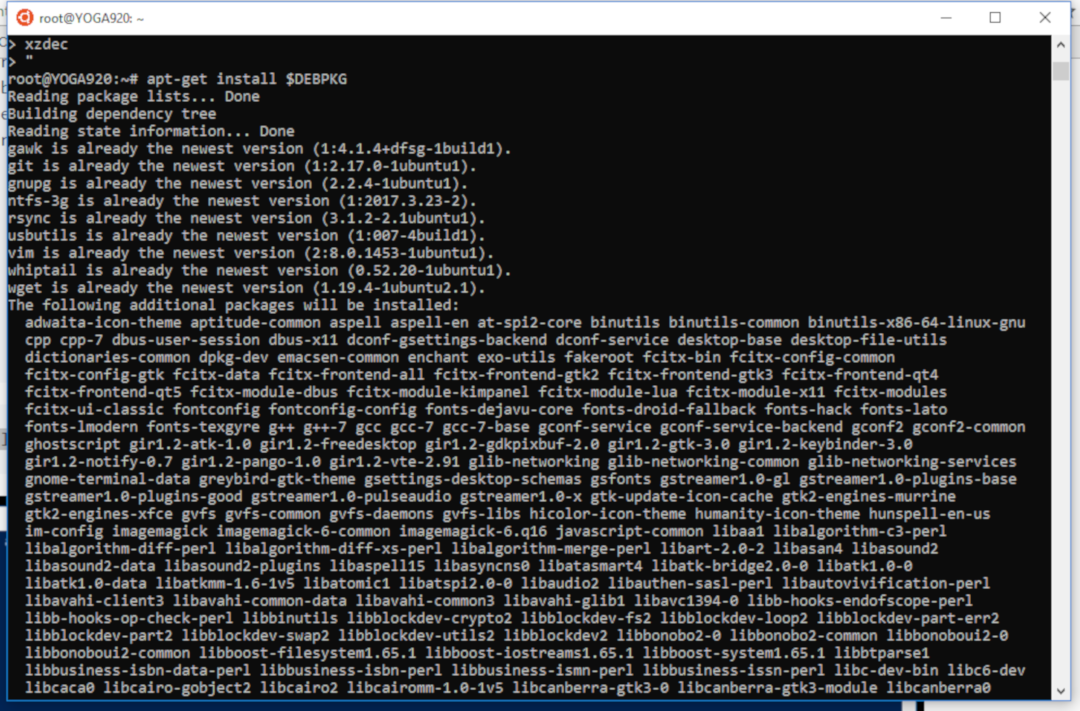 root@YOGA920: ~
> xzdec
> "
root@YOGA920:~# apt-get install $DEBPKG
Reading package lists... Done
Building dependency tree
Reading state information... Done
gawk is already the newest version (1:4.1.4+dfsg-1build1).
git is already the newest version (1:2.17.0-1ubuntu1).
gnupg is already the newest version (2.2.4-1ubuntu1).
ntfs-3g is already the newest version (1:2017.3.23-2).
rsync is already the newest version (3.1.2-2.1ubuntu1).
usbutils is already the newest version (1:007-4build1).
vim is already the newest version (2:8.0.1453-1ubuntu1).
whiptail is already the newest version (0.52.20-1ubuntu1).
wget is already the newest version (1.19.4-1ubuntu2.1).
The following additional packages will be installed:
adwaita-icon-theme aptitude-common aspell aspell-en at-spi2-core binutils binutils-common binutils-x86-64-linux-gnu
cpp cpp-7 dbus-user-session dbus-x11 dconf-gsettings-backend dconf-service desktop-base desktop-file-utils
dictionaries-common dpkg-dev emacsen-common enchant exo-utils fakeroot fcitx-bin fcitx-config-common
fcitx-config-gtk fcitx-data fcitx-frontend-all fcitx-frontend-gtk2 fcitx-frontend-gtk3 fcitx-frontend-qt4
fcitx-frontend-qt5 fcitx-module-dbus fcitx-module-kimpanel fcitx-module-lua fcitx-module-x11 fcitx-modules
fcitx-ui-classic fontconfig fontconfig-config fonts-dejavu-core fonts-droid-fallback fonts-hack fonts-lato
fonts-lmodern fonts-texgyre g++ g++-7 gcc gcc-7 gcc-7-base gconf-service gconf-service-backend gconf2 gconf2-common
ghostscript gir1.2-atk-1.0 gir1.2-freedesktop gir1.2-gdkpixbuf-2.0 gir1.2-gtk-3.0 gir1.2-keybinder-3.0
gir1.2-notify-0.7 gir1.2-pango-1.0 gir1.2-vte-2.91 glib-networking glib-networking-common glib-networking-services
gnome-terminal-data greybird-gtk-theme gsettings-desktop-schemas gsfonts gstreamer1.0-gl gstreamer1.0-plugins-base
gstreamer1.0-plugins-good gstreamer1.0-pulseaudio gstreamer1.0-x gtk-update-icon-cache gtk2-engines-murrine
gtk2-engines-xfce gvfs gvfs-common gvfs-daemons gvfs-libs hicolor-icon-theme humanity-icon-theme hunspell-en-us
im-config imagemagick imagemagick-6-common imagemagick-6.q16 javascript-common libaa1 libalgorithm-c3-perl
libalgorithm-diff-perl libalgorithm-diff-xs-perl libalgorithm-merge-perl libart-2.0-2 libasan4 libasound2
libasound2-data libasound2-plugins libaspell15 libasyncns0 libatasmart4 libatk-bridge2.0-0 libatk1.0-0
libatk1.0-data libatkmm-1.6-1v5 libatomic1 libatspi2.0-0 libaudio2 libauthen-sasl-perl libautovivification-perl
libavahi-client3 libavahi-common-data libavahi-common3 libavahi-glib1 libavc1394-0 libb-hooks-endofscope-perl
libb-hooks-op-check-perl libbinutils libblockdev-crypto2 libblockdev-fs2 libblockdev-loop2 libblockdev-part-err2
libblockdev-part2 libblockdev-swap2 libblockdev-utils2 libblockdev2 libbonobo2-0 libbonobo2-common libbonoboui2-0
libbonoboui2-common libboost-filesystem1.65.1 libboost-iostreams1.65.1 libboost-system1.65.1 libbtparse1
libbusiness-isbn-data-perl libbusiness-isbn-perl libbusiness-ismn-perl libbusiness-issn-perl libc-dev-bin libc6-dev
libcaca0 libcairo-gobject2 libcairo2 libcairomm-1.0-1v5 libcanberra-gtk3-0 libcanberra-gtk3-module libcanberra0